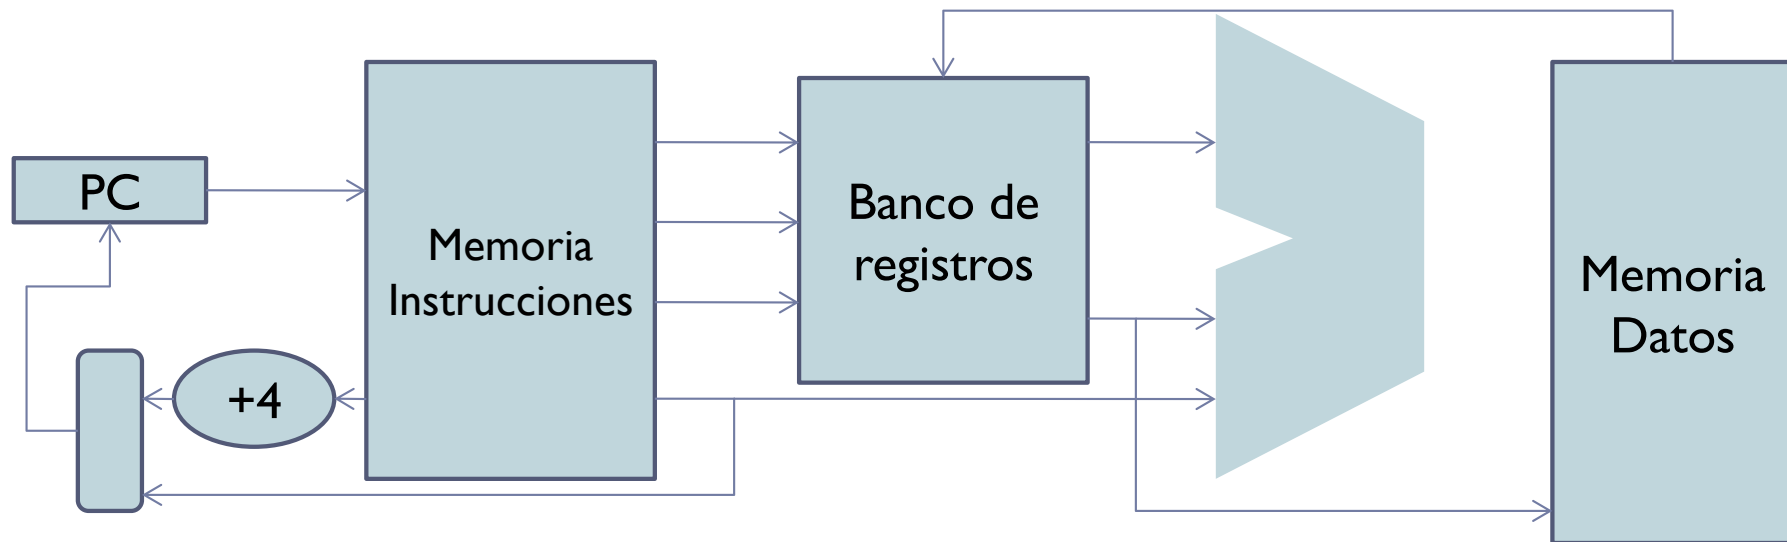 PC
Memoria
Instrucciones
+4
Banco de
registros
Memoria
Datos